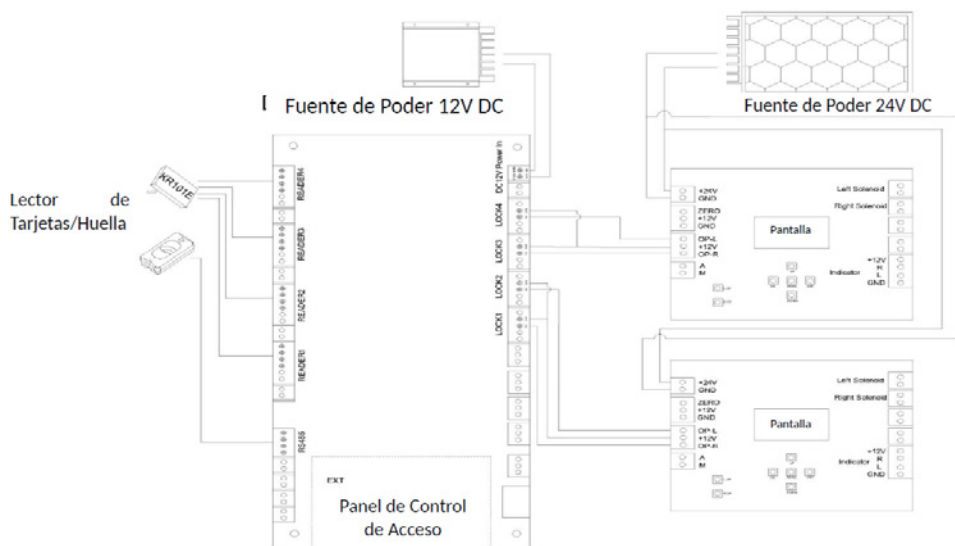 Fuente de Poder 12V DC
Fuente de Poder 24V DC
Lector de
Tarjetas/Huella
KR101E
READER4
READER3
READER2
READER1
RS485
DC12V Power In
LOCK4
LOCK3
LOCK2
LOCK1
EXT
Panel de Control
de Acceso
+24V
GND
ZERO
+12V
GND
OP-L
+12V
OP-R
A
M
Left Solenoid
Right Solenoid
Pantalla
Indicator
+12V
R
L
GND
+24V
GND
ZERO
+12V
GND
OP-L
+12V
OP-R
A
M
Left Solenoid
Right Solenoid
Pantalla
Indicator
+12V
R
L
GND